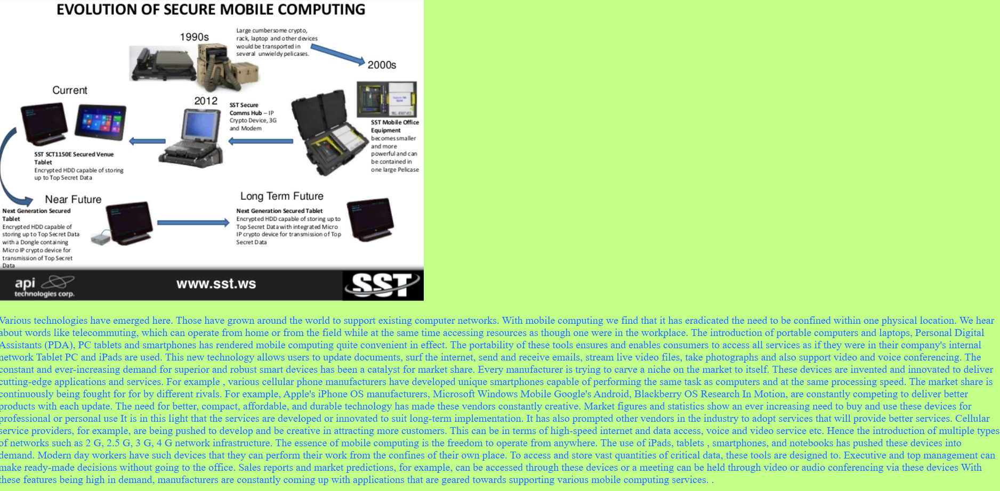 EVOLUTION OF SECURE MOBILE COMPUTING
1990s
Large cumbersome crypto,
rack, laptop and other devices
would be transported in
several unwieldy pelicases.
2000s
SST Mobile Office
Equipment
becomes smaller
and more
powerful and can
be contained in
one large Pelicase
2012
SST Secure
Comms Hub – IP
Crypto Device, 3G
and Modem
Current
SST SCT1150E Secured Venue
Tablet
Encrypted HDD capable of storing
up to Top Secret Data
Near Future
Next Generation Secured
Tablet
Encrypted HDD capable of
storing up to Top Secret Data
with a Dongle containing
Micro IP crypto device for
transmission of Top Secret
Data
Long Term Future
Next Generation Secured Tablet
Encrypted HDD capable of storing up to
Top Secret Data with integrated Micro
IP crypto device for transmission of Top
Secret Data
api
technologies corp.
www.sst.ws
SST
Various technologies have emerged here. Those have grown around the world to support existing computer networks. With mobile computing we find that it has eradicated the need to be confined within one physical location. We hear
about words like telecommuting, which can operate from home or from the field while at the same time accessing resources as though one were in the workplace. The introduction of portable computers and laptops, Personal Digital
Assistants (PDA), PC tablets and smartphones has rendered mobile computing quite convenient in effect. The portability of these tools ensures and enables consumers to access all services as if they were in their company's internal
network Tablet PC and iPads are used. This new technology allows users to update documents, surf the internet, send and receive emails, stream live video files, take photographs and also support video and voice conferencing. The
constant and ever-increasing demand for superior and robust smart devices has been a catalyst for market share. Every manufacturer is trying to carve a niche on the market to itself. These devices are invented and innovated to deliver
cutting-edge applications and services. For example , various cellular phone manufacturers have developed unique smartphones capable of performing the same task as computers and at the same processing speed. The market share is
continuously being fought for for by different rivals. For example, Apple's iPhone OS manufacturers, Microsoft Windows Mobile Google's Android, Blackberry OS Research In Motion, are constantly competing to deliver better
products with each update. The need for better, compact, affordable, and durable technology has made these vendors constantly creative. Market figures and statistics show an ever increasing need to buy and use these devices for
professional or personal use It is in this light that the services are developed or innovated to suit long-term implementation. It has also prompted other vendors in the industry to adopt services that will provide better services. Cellular
service providers, for example, are being pushed to develop and be creative in attracting more customers. This can be in terms of high-speed internet and data access, voice and video service etc. Hence the introduction of multiple types
of networks such as 2 G, 2.5 G, 3 G, 4 G network infrastructure. The essence of mobile computing is the freedom to operate from anywhere. The use of iPads, tablets , smartphones, and notebooks has pushed these devices into
demand. Modern day workers have such devices that they can perform their work from the confines of their own place. To access and store vast quantities of critical data, these tools are designed to. Executive and top management can
make ready-made decisions without going to the office. Sales reports and market predictions, for example, can be accessed through these devices or a meeting can be held through video or audio conferencing via these devices With
these features being high in demand, manufacturers are constantly coming up with applications that are geared towards supporting various mobile computing services. .